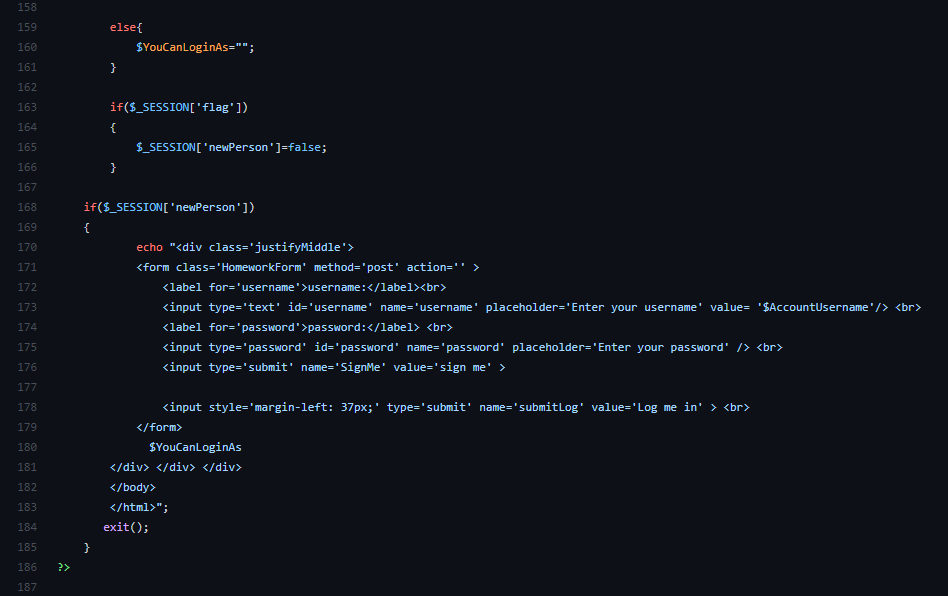 158
159 else{
160 $YouCanLoginAs="";
161 }
162
163 if($_SESSION['flag'])
164 {
165 $_SESSION['newPerson']=false;
166 }
167
168 if($_SESSION['newPerson'])
169 {
170 echo "<div class='justifyMiddle'>
171 <form class='HomeworkForm' method='post' action='' >
172 <label for='username'>username:</label><br>
173 <input type='text' id='username' name='username' placeholder='Enter your username' value= '$AccountUsername'/> <br>
174 <label for='password'>password:</label> <br>
175 <input type='password' id='password' name='password' placeholder='Enter your password' /> <br>
176 <input type='submit' name='SignMe' value='sign me' >
177
178 <input style='margin-left: 37px;' type='submit' name='submitLog' value='Log me in' > <br>
179 </form>
180 $YouCanLoginAs
181 </div> </div> </div>
182 </body>
183 </html>";
184 exit();
185 }
186 ?>
187